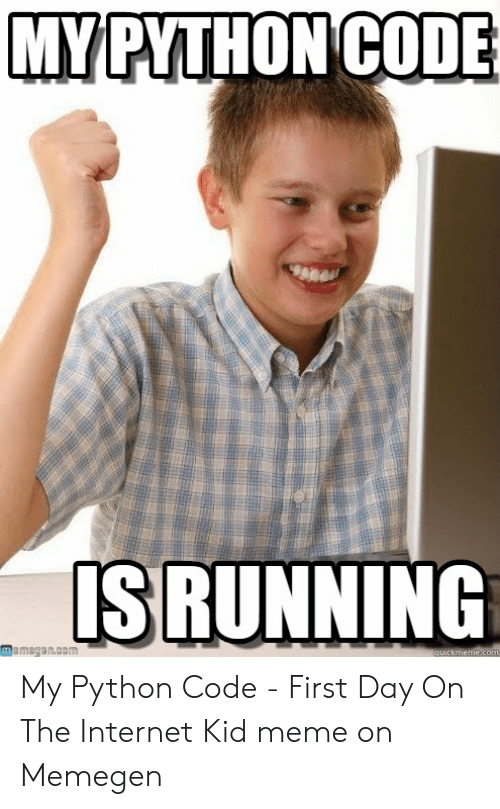 MY PYTHON CODE
IS RUNNING
memegen.com
quickmeme.com
My Python Code - First Day On
The Internet Kid meme on
Memegen